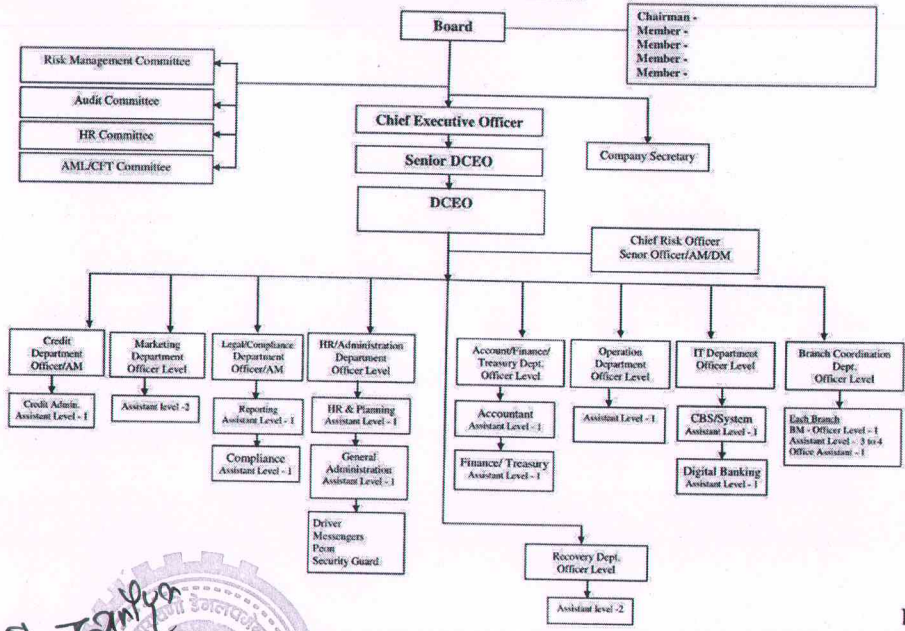 Board
Chairman -
Member -
Member -
Member -
Member -
Risk Management Committee
Audit Committee
HR Committee
AML/CFT Committee
Chief Executive Officer
Senior DCEO
Company Secretary
DCEO
Chief Risk Officer
Senor Officer/AM/DM
Credit
Department
Officer/AM
Credit Admin.
Assistant Level - 1
Marketing
Department
Officer Level
Assistant level -2
Legal/Compliance
Department
Officer/AM
Reporting
Assistant Level - 1
Compliance
Assistant Level - 1
HR/Administration
Department
Officer Level
HR & Planning
Assistant Level - 1
General
Administration
Assistant Level - 1
Driver
Messengers
Peon
Security Guard
Account/Finance/
Treasury Dept.
Officer Level
Accountant
Assistant Level - 1
Finance/ Treasury
Assistant Level - 1
Operation
Department
Officer Level
Assistant Level - 1
IT Department
Officer Level
CBS/System
Assistant Level - 1
Digital Banking
Assistant Level - 1
Branch Coordination
Dept.
Officer Level
Each Branch
BM - Officer Level - 1
Assistant Level - 3 to 4
Office Assistant - 1
Recovery Dept.
Officer Level
Assistant level -2